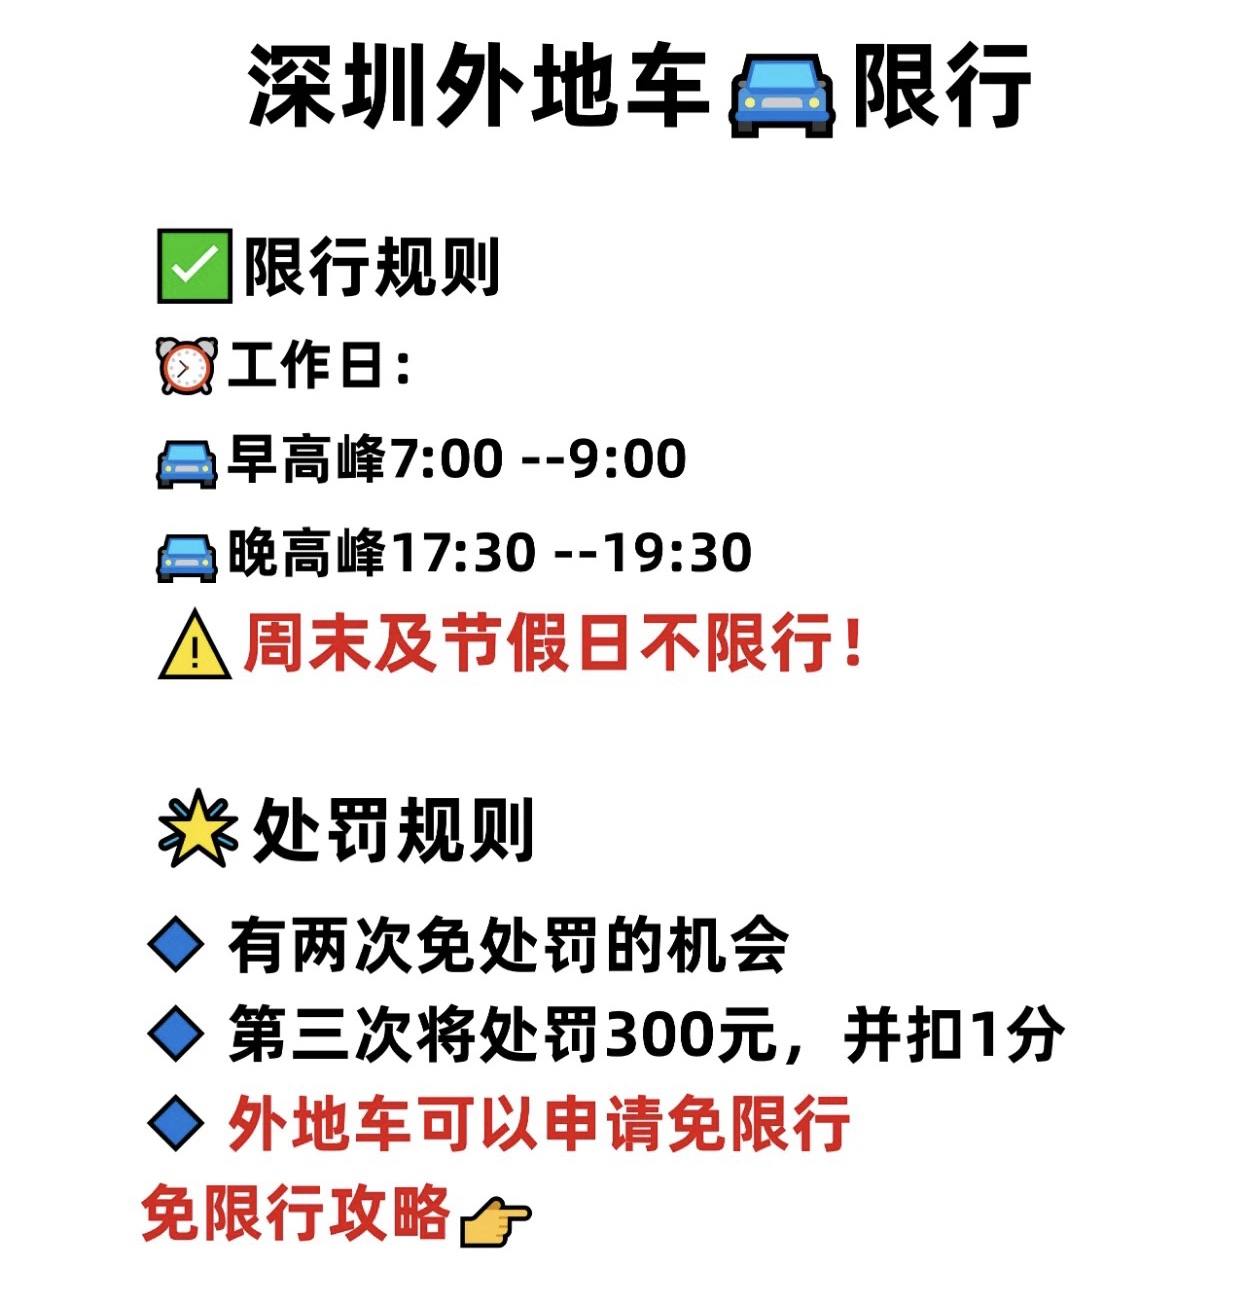 深圳外地车🚙限行
✅限行规则
⏰工作日：
🚙早高峰7:00 --9:00
🚙晚高峰17:30 --19:30
⚠️周末及节假日不限行！
🌟处罚规则
🔷 有两次免处罚的机会
🔷 第三次将处罚300元，并扣1分
🔷 外地车可以申请免限行
免限行攻略👉